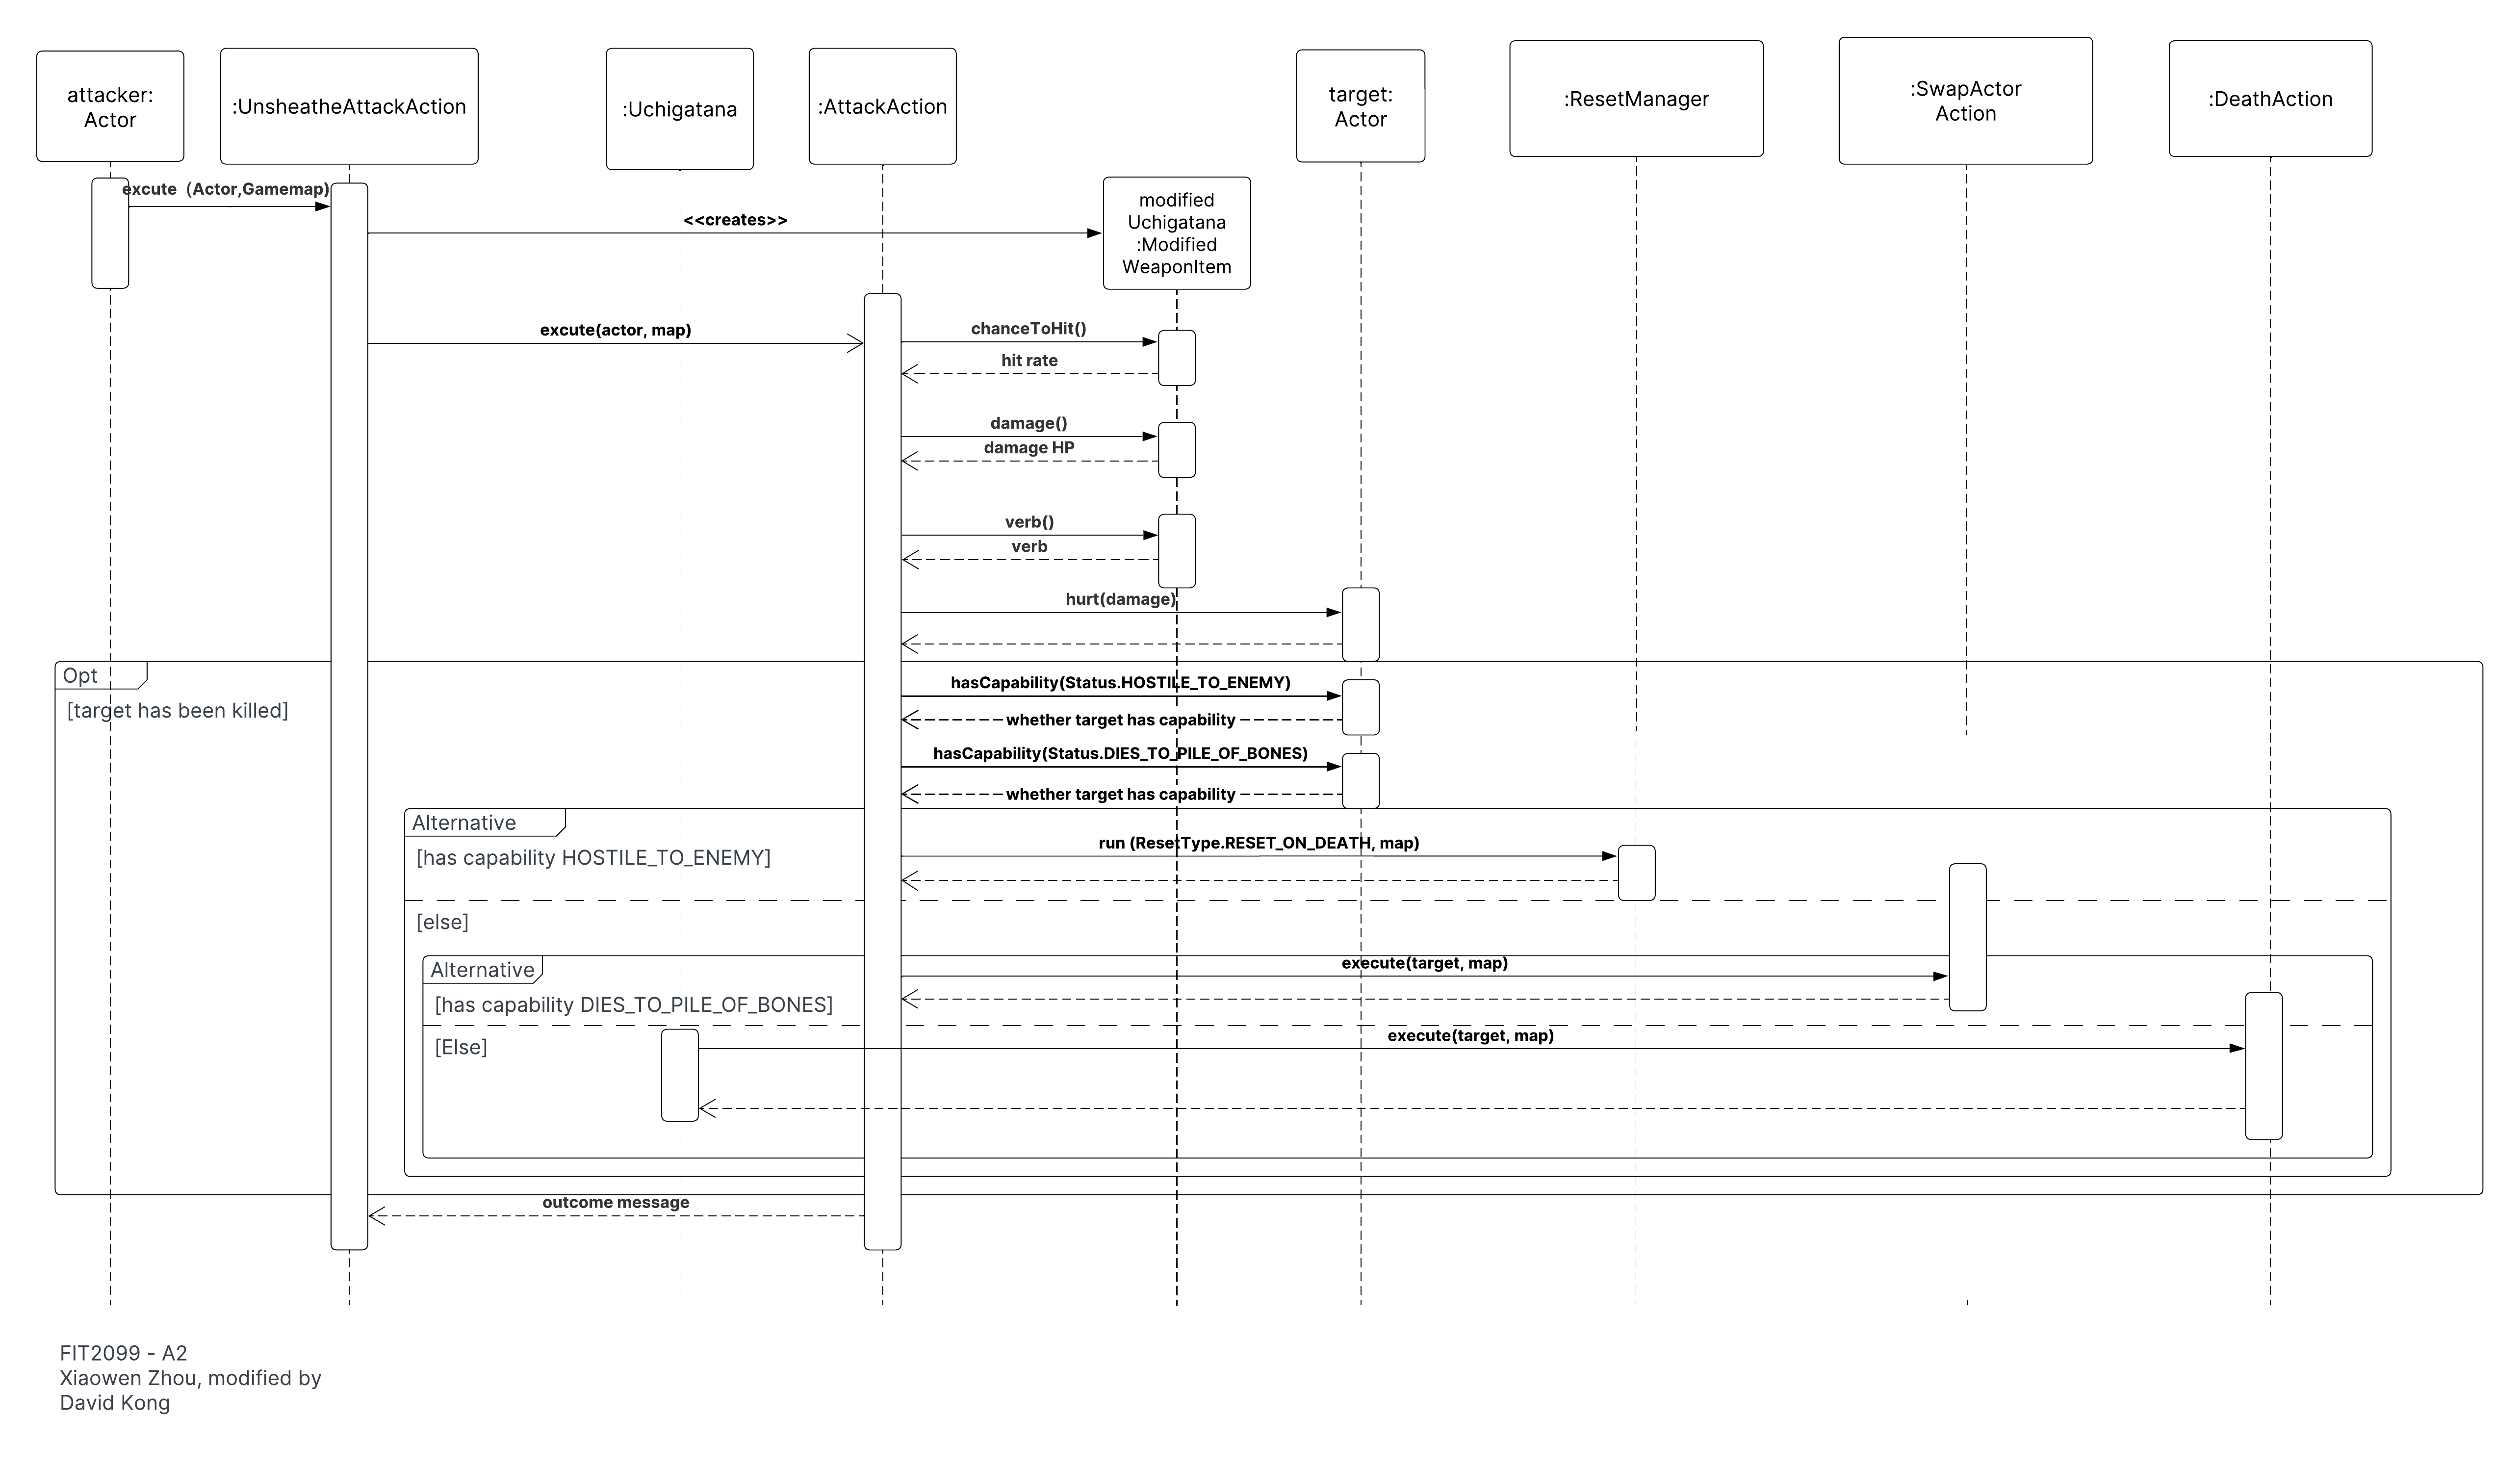 attacker:
Actor
:UnsheatheAttackAction
:Uchigatana
:AttackAction
target:
Actor
:ResetManager
:SwapActor
Action
:DeathAction
excute (Actor,Gamemap)
<<creates>>
modified
Uchigatana
:Modified
WeaponItem
excute(actor, map)
chanceToHit()
hit rate
damage()
damage HP
verb()
verb
hurt(damage)
Opt
[target has been killed]
hasCapability(Status.HOSTILE_TO_ENEMY)
whether target has capability
hasCapability(Status.DIES_TO_PILE_OF_BONES)
whether target has capability
Alternative
[has capability HOSTILE_TO_ENEMY]
run (ResetType.RESET_ON_DEATH, map)
[else]
Alternative
execute(target, map)
[has capability DIES_TO_PILE_OF_BONES]
[Else]
execute(target, map)
outcome message
FIT2099 - A2
Xiaowen Zhou, modified by
David Kong